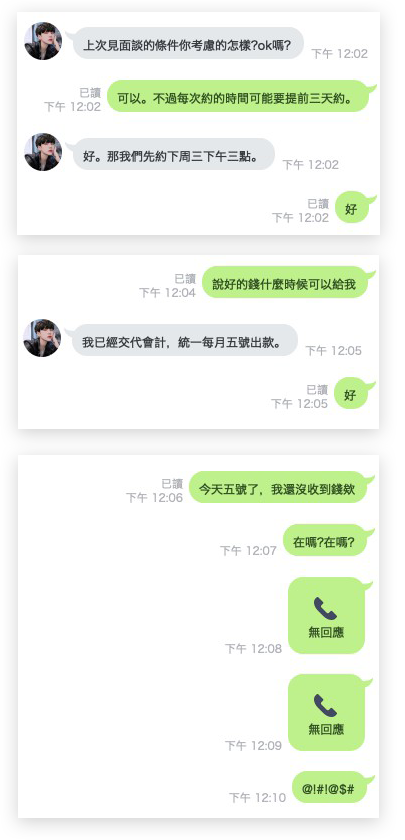 上次見面談的條件你考慮的怎樣?ok嗎?
下午 12:02
可以。不過每次約的時間可能要提前三天約。
已讀
下午 12:02
好。那我們先約下周三下午三點。
下午 12:02
好
已讀
下午 12:02
說好的錢什麼時候可以給我
已讀
下午 12:04
我已經交代會計，統一每月五號出款。
下午 12:05
好
已讀
下午 12:05
今天五號了，我還沒收到錢欸
已讀
下午 12:06
在嗎?在嗎?
下午 12:07
無回應
下午 12:08
無回應
下午 12:09
@!#!@$#
下午 12:10